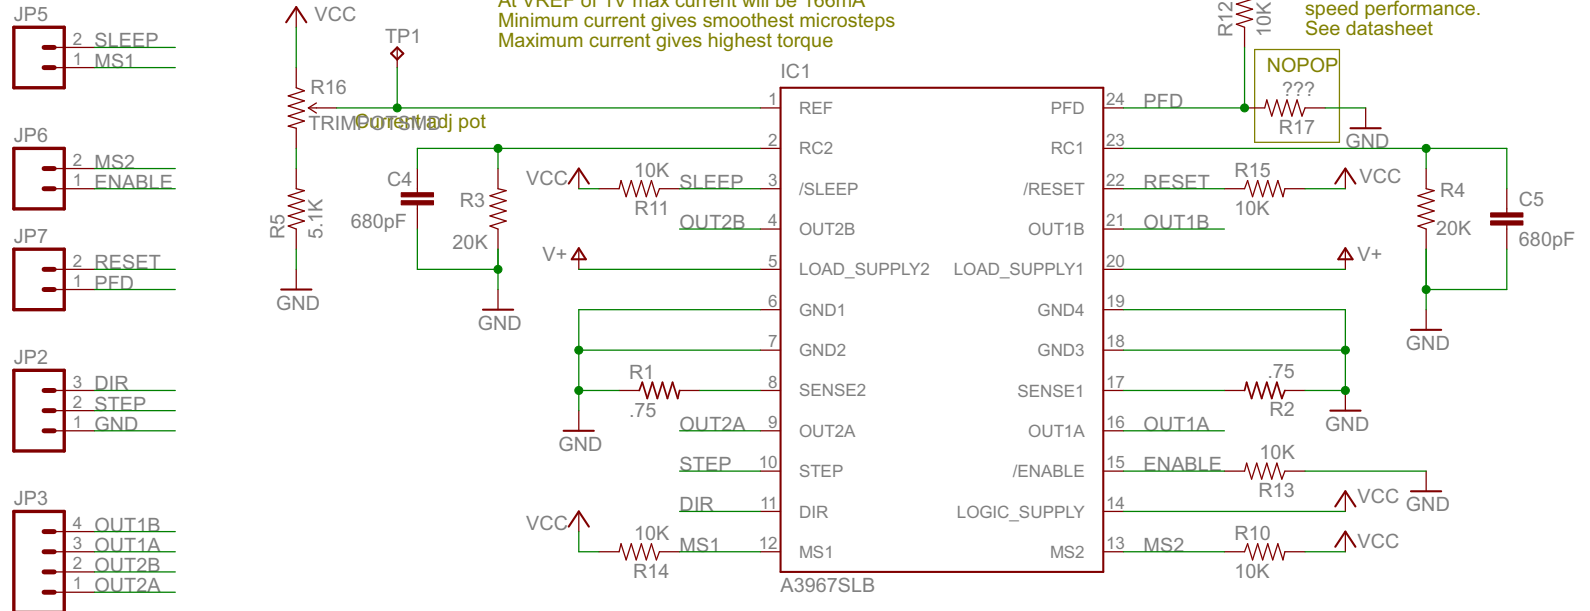 JP5
2 SLEEP
1 MS1
JP6
2 MS2
1 ENABLE
JP7
2 RESET
1 PFD
JP2
3 DIR
2 STEP
1 GND
JP3
4 OUT1B
3 OUT1A
2 OUT2B
1 OUT2A
VCC
R16
TRIMPOTSMD
Current adj pot
R5
5.1K
GND
TP1
At VREF of 1V max current will be 166mA
Minimum current gives smoothest microsteps
Maximum current gives highest torque
C4
680pF
R3
20K
GND
VCC
10K
R11
SLEEP
OUT2B
V+
R1
.75
GND
OUT2A
STEP
DIR
VCC
10K
R14
MS1
IC1
1 REF
2 RC2
3 /SLEEP
4 OUT2B
5 LOAD_SUPPLY2
6 GND1
7 GND2
8 SENSE2
9 OUT2A
10 STEP
11 DIR
12 MS1
PFD 24
RC1 23
/RESET 22
OUT1B 21
LOAD_SUPPLY1 20
GND4 19
GND3 18
SENSE1 17
OUT1A 16
/ENABLE 15
LOGIC_SUPPLY 14
MS2 13
A3967SLB
R12
10K
speed performance.
See datasheet
PFD
NOPOP
???
R17
GND
RESET
R15
10K
VCC
OUT1B
V+
R4
20K
C5
680pF
GND
.75
R2
GND
OUT1A
ENABLE
10K
R13
GND
VCC
MS2
R10
10K
VCC